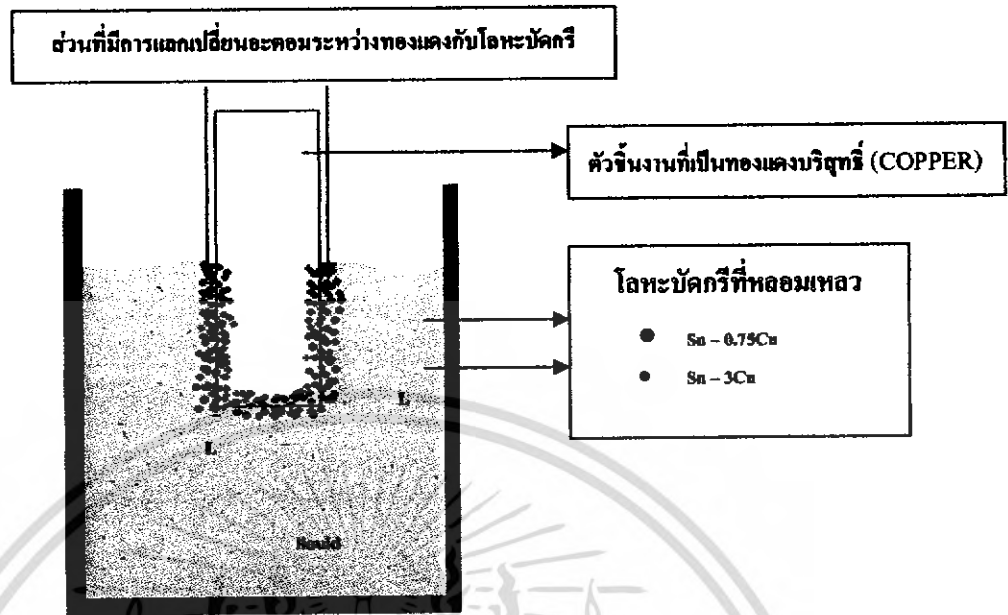 ส่วนที่มีการแลกเปลี่ยนอะตอมระหว่างทองแดงกับโลหะบัดกรี
ตัวชิ้นงานที่เป็นทองแดงบริสุทธิ์ (COPPER)
โลหะบัดกรีที่หลอมเหลว
Sn – 0.75Cu
Sn – 3Cu
L
L